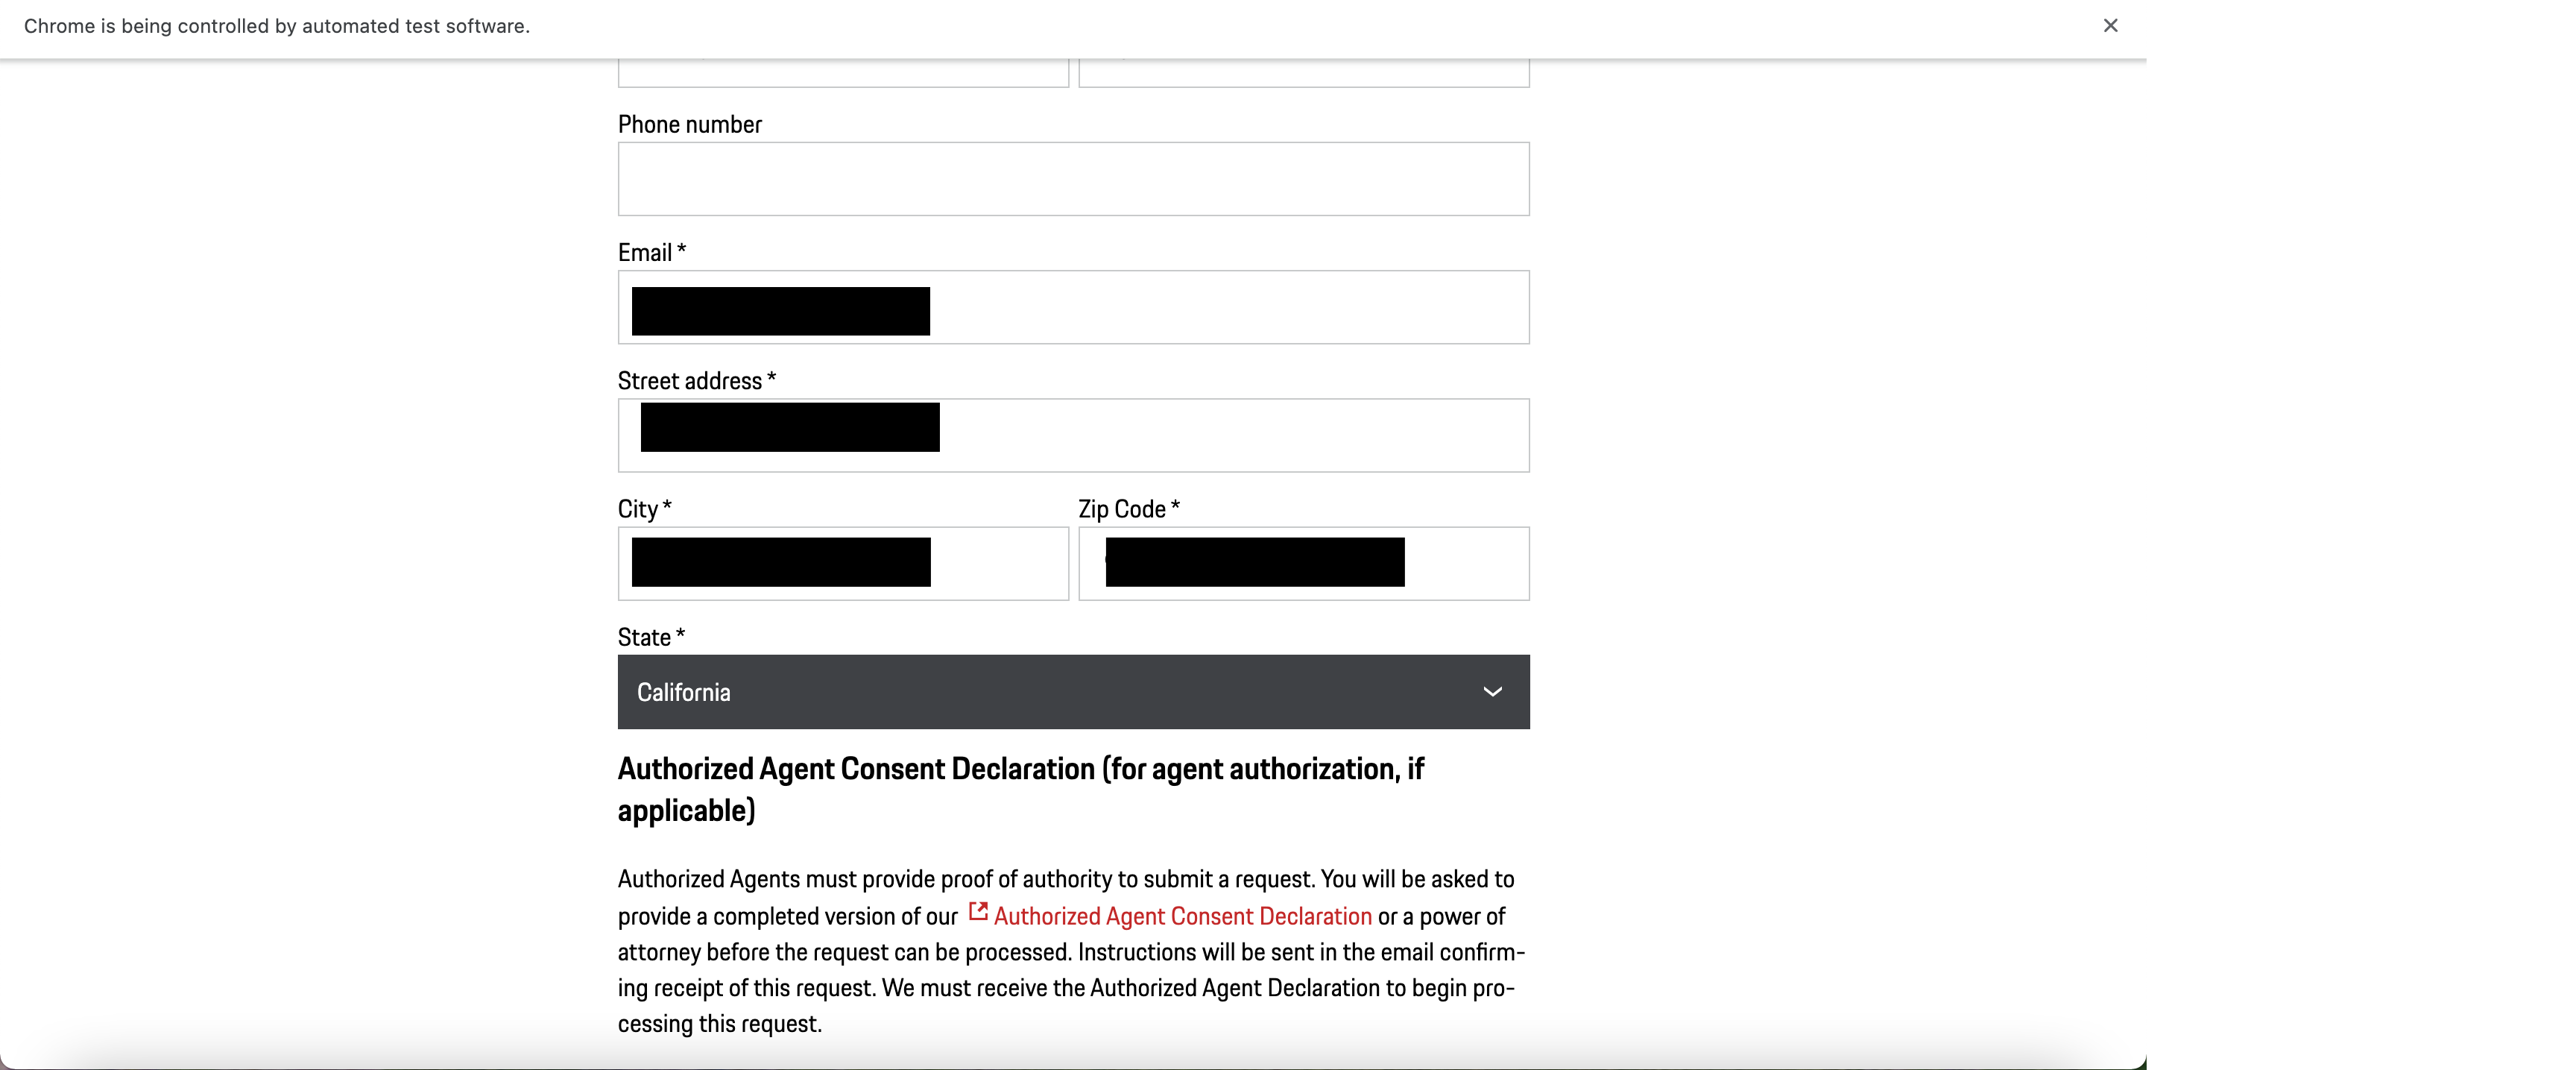 Chrome is being controlled by automated test software.
Phone number
Email *
Street address *
City *
Zip Code *
State *
California
Authorized Agent Consent Declaration (for agent authorization, if
applicable)
Authorized Agents must provide proof of authority to submit a request. You will be asked to
provide a completed version of our Authorized Agent Consent Declaration or a power of
attorney before the request can be processed. Instructions will be sent in the email confirm-
ing receipt of this request. We must receive the Authorized Agent Declaration to begin pro-
cessing this request.